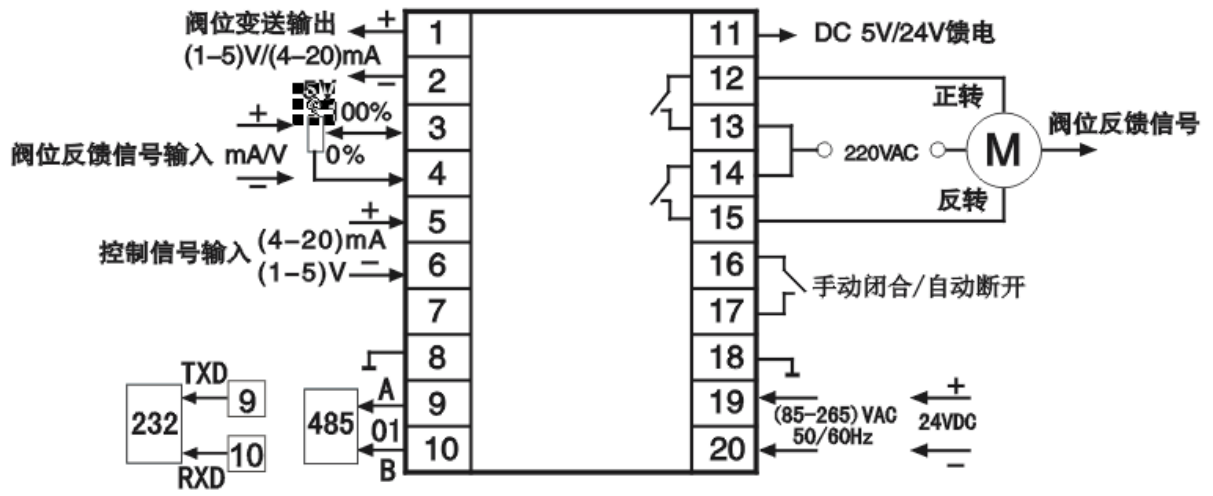 阀位变送输出
(1-5)V/(4-20)mA
+
-
5V
100%
0%
+
阀位反馈信号输入 mA/V
-
+
控制信号输入 (4-20)mA
(1-5)V
-
1
2
3
4
5
6
7
8
9
10
TXD
232
9
10
RXD
485
A
01
B
11
12
13
14
15
16
17
18
19
20
DC 5V/24V馈电
正转
220VAC
M
阀位反馈信号
反转
手动闭合/自动断开
(85-265)VAC
50/60Hz
+
24VDC
-